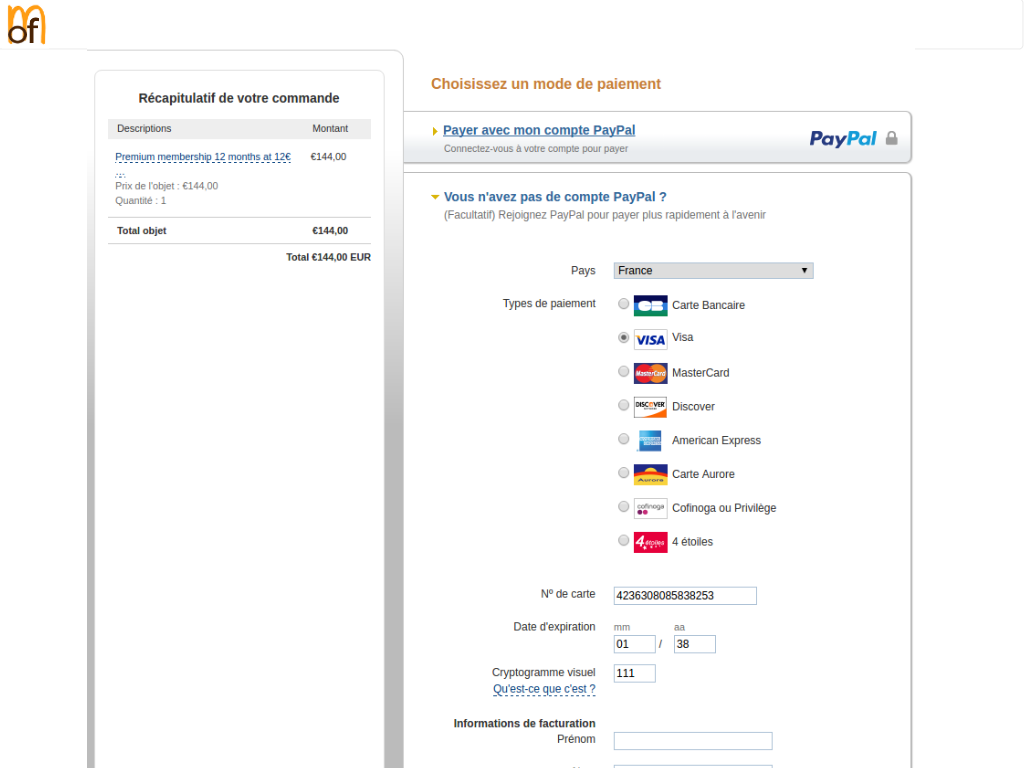 mof
Récapitulatif de votre commande
Descriptions Montant
Premium membership 12 months at 12€ €144,00
...
Prix de l'objet : €144,00
Quantité : 1
Total objet €144,00
Total €144,00 EUR
Choisissez un mode de paiement
Payer avec mon compte PayPal
Connectez-vous à votre compte pour payer
PayPal
Vous n'avez pas de compte PayPal ?
(Facultatif) Rejoignez PayPal pour payer plus rapidement à l'avenir
Pays France
Types de paiement
CB Carte Bancaire
VISA Visa
MasterCard MasterCard
DISCOVER Discover
American Express
Aurore Carte Aurore
cofinoga Cofinoga ou Privilège
4 étoiles 4 étoiles
Nº de carte 4236308085838253
Date d'expiration mm aa
01 / 38
Cryptogramme visuel 111
Qu'est-ce que c'est ?
Informations de facturation
Prénom